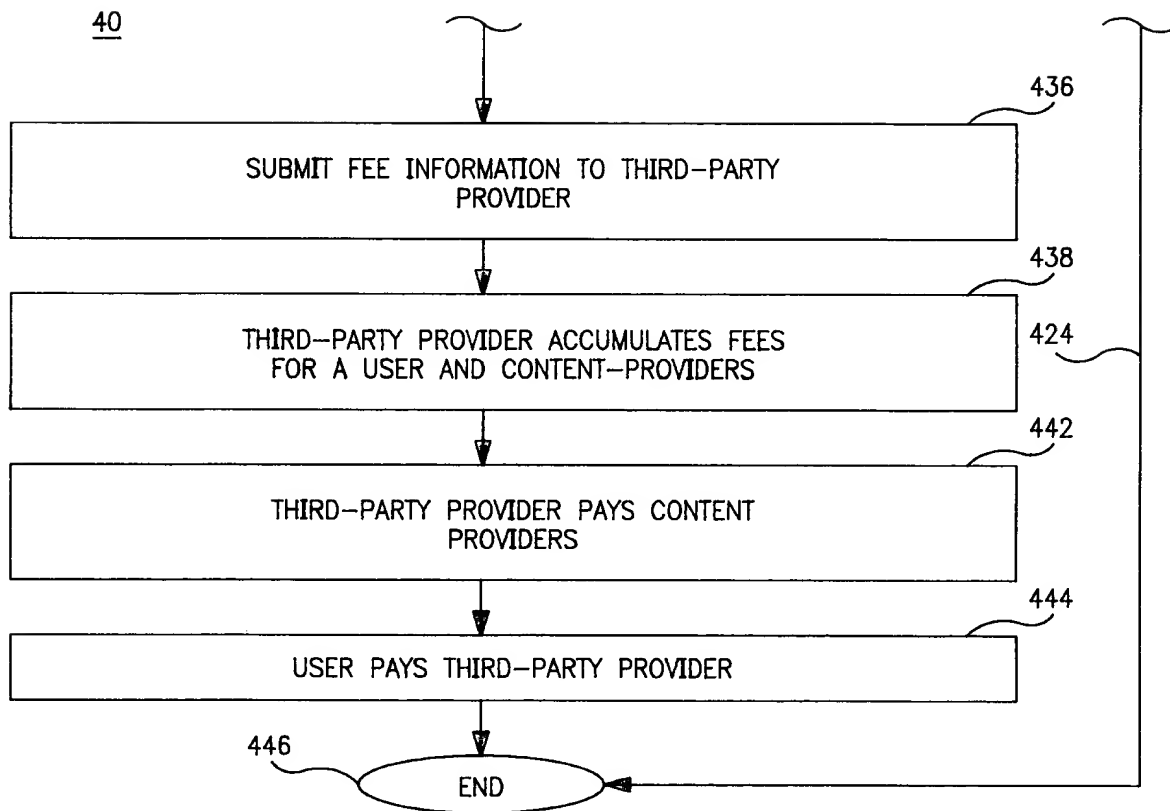 40
436
SUBMIT FEE INFORMATION TO THIRD-PARTY
PROVIDER
438
THIRD-PARTY PROVIDER ACCUMULATES FEES
FOR A USER AND CONTENT-PROVIDERS
424
442
THIRD-PARTY PROVIDER PAYS CONTENT
PROVIDERS
444
USER PAYS THIRD-PARTY PROVIDER
446
END